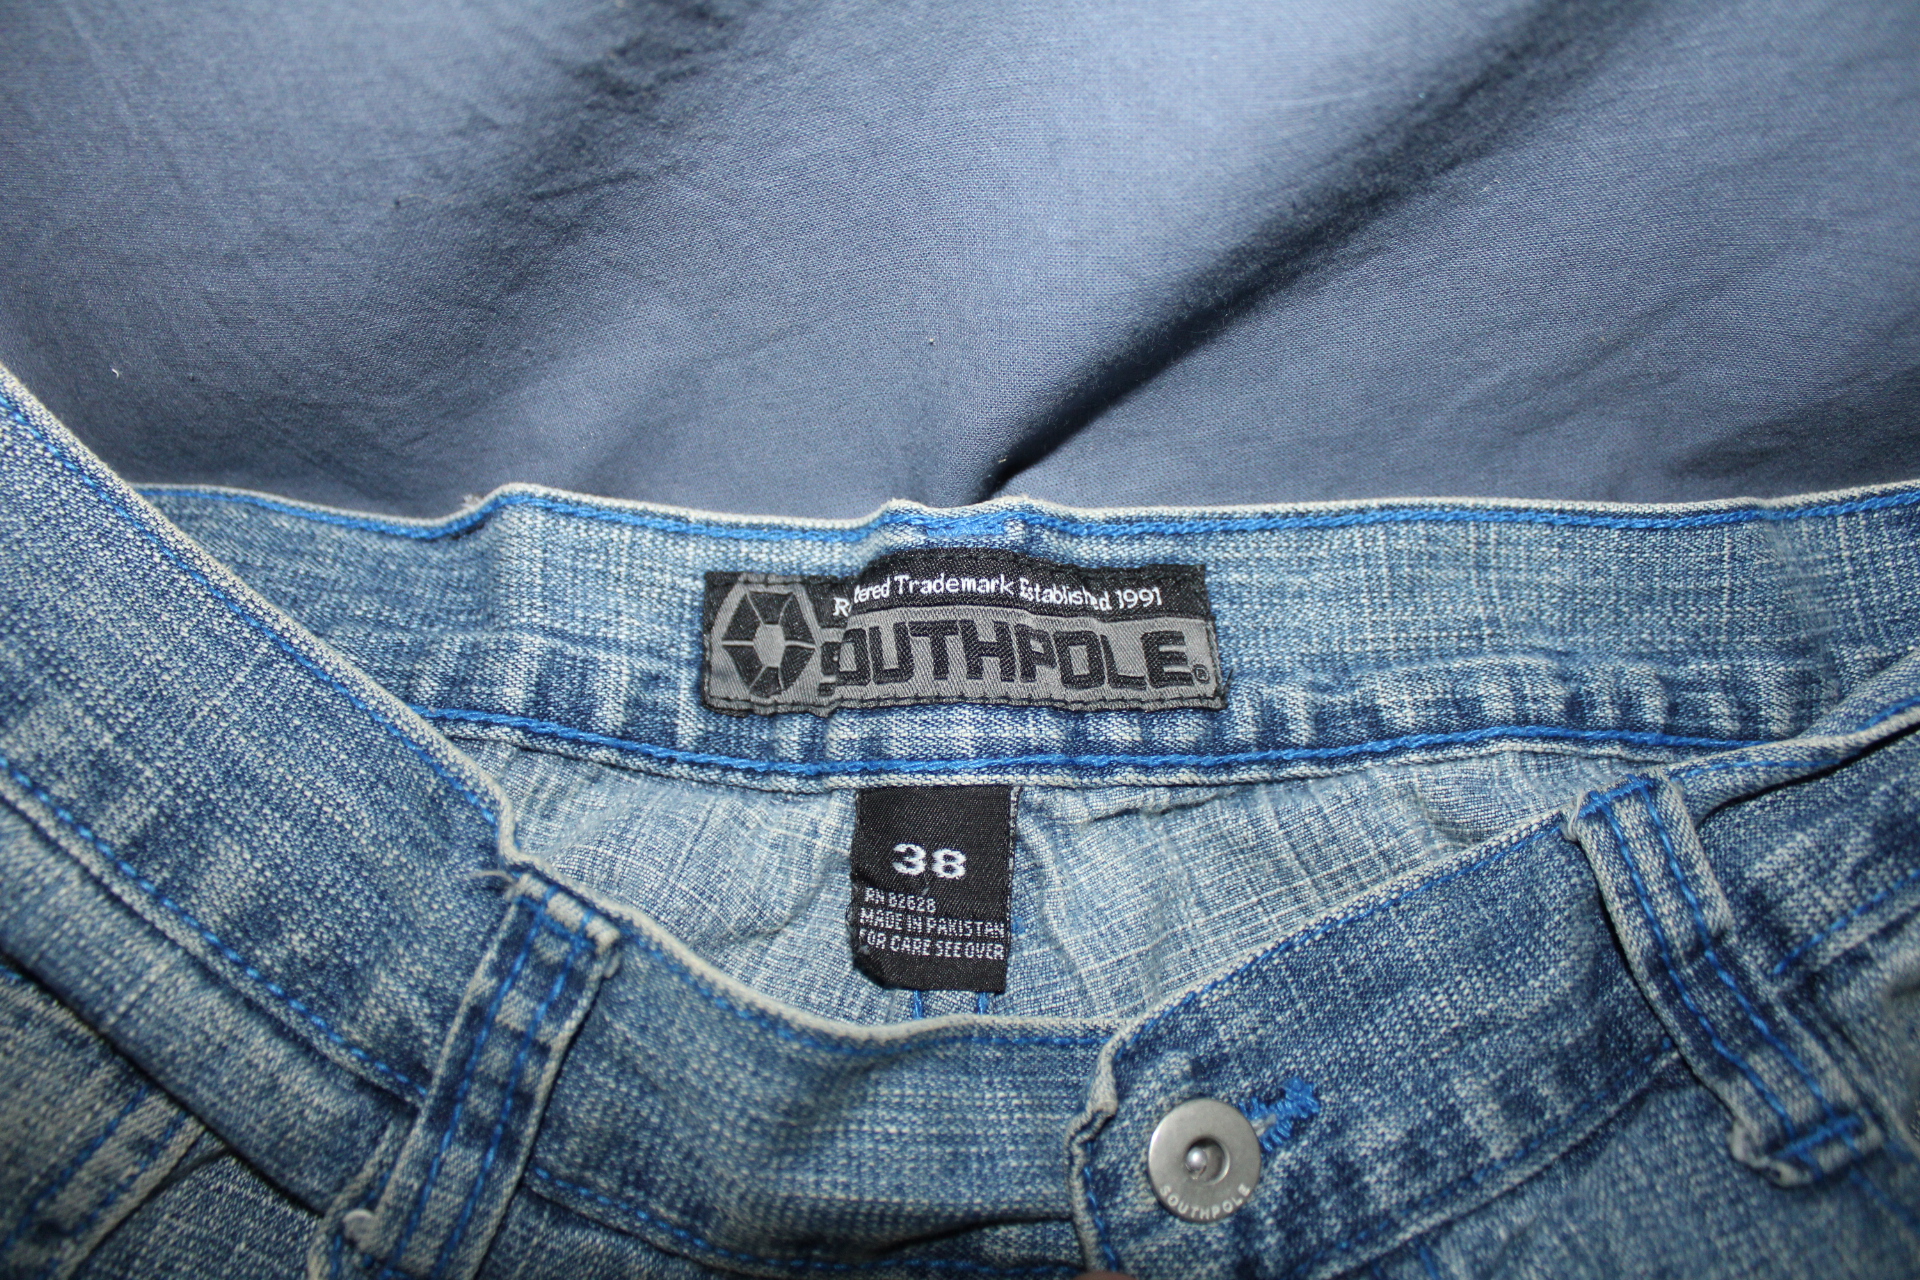 Registered Trademark Established 1991
SOUTHPOLE®
38
RN 82628
MADE IN PAKISTAN
FOR CARE SEE OVER
SOUTHPOLE